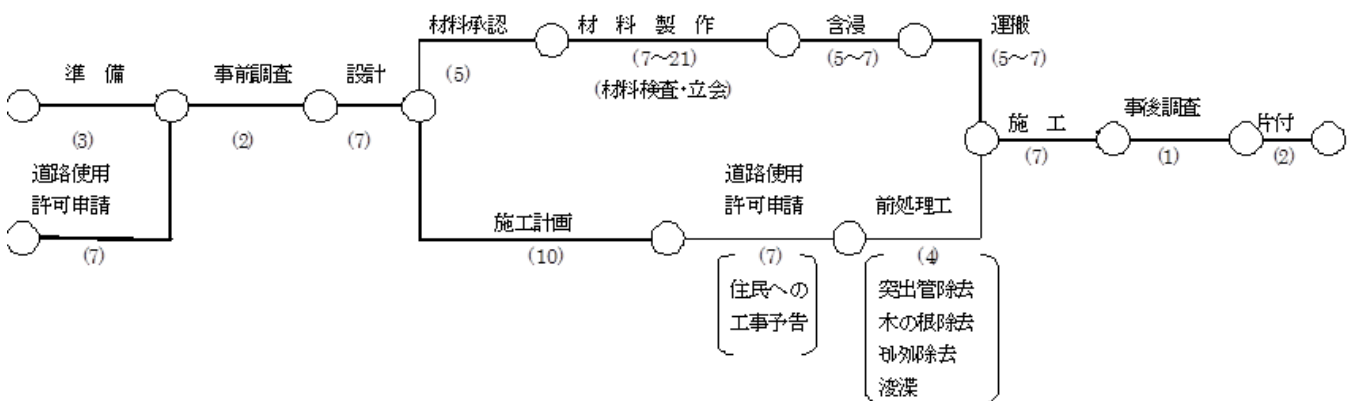 材料承認
材 料 製 作
含浸
運搬
(5)
(7～21)
(5～7)
(5～7)
(材料検査・立会)
準 備
事前調査
設計
(3)
(2)
(7)
施 工
事後調査
片付
(7)
(1)
(2)
道路使用
許可申請
(7)
施工計画
(10)
道路使用
許可申請
(7)
住民への
工事予告
前処理工
(4)
突出管除去
木の根除去
ﾓﾙﾀﾙ除去
浚渫